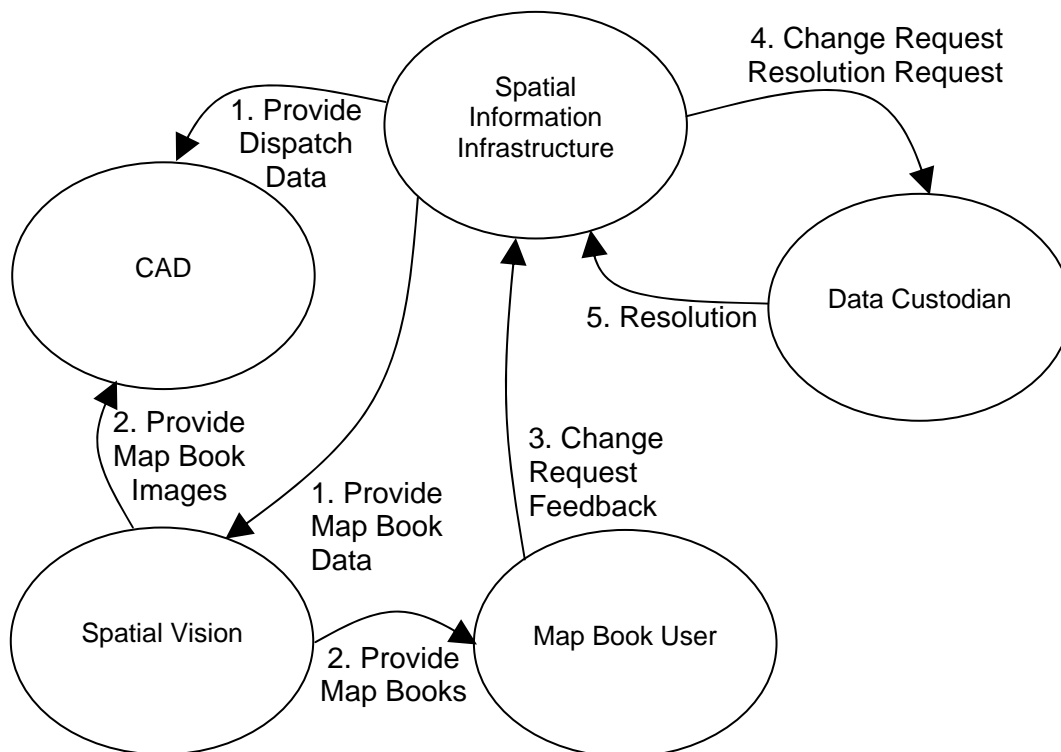 4. Change Request
Resolution Request
Spatial
Information
Infrastructure
1. Provide
Dispatch
Data
CAD
Data Custodian
5. Resolution
2. Provide
Map Book
Images
3. Change
Request
Feedback
1. Provide
Map Book
Data
Spatial Vision
Map Book User
2. Provide
Map Books